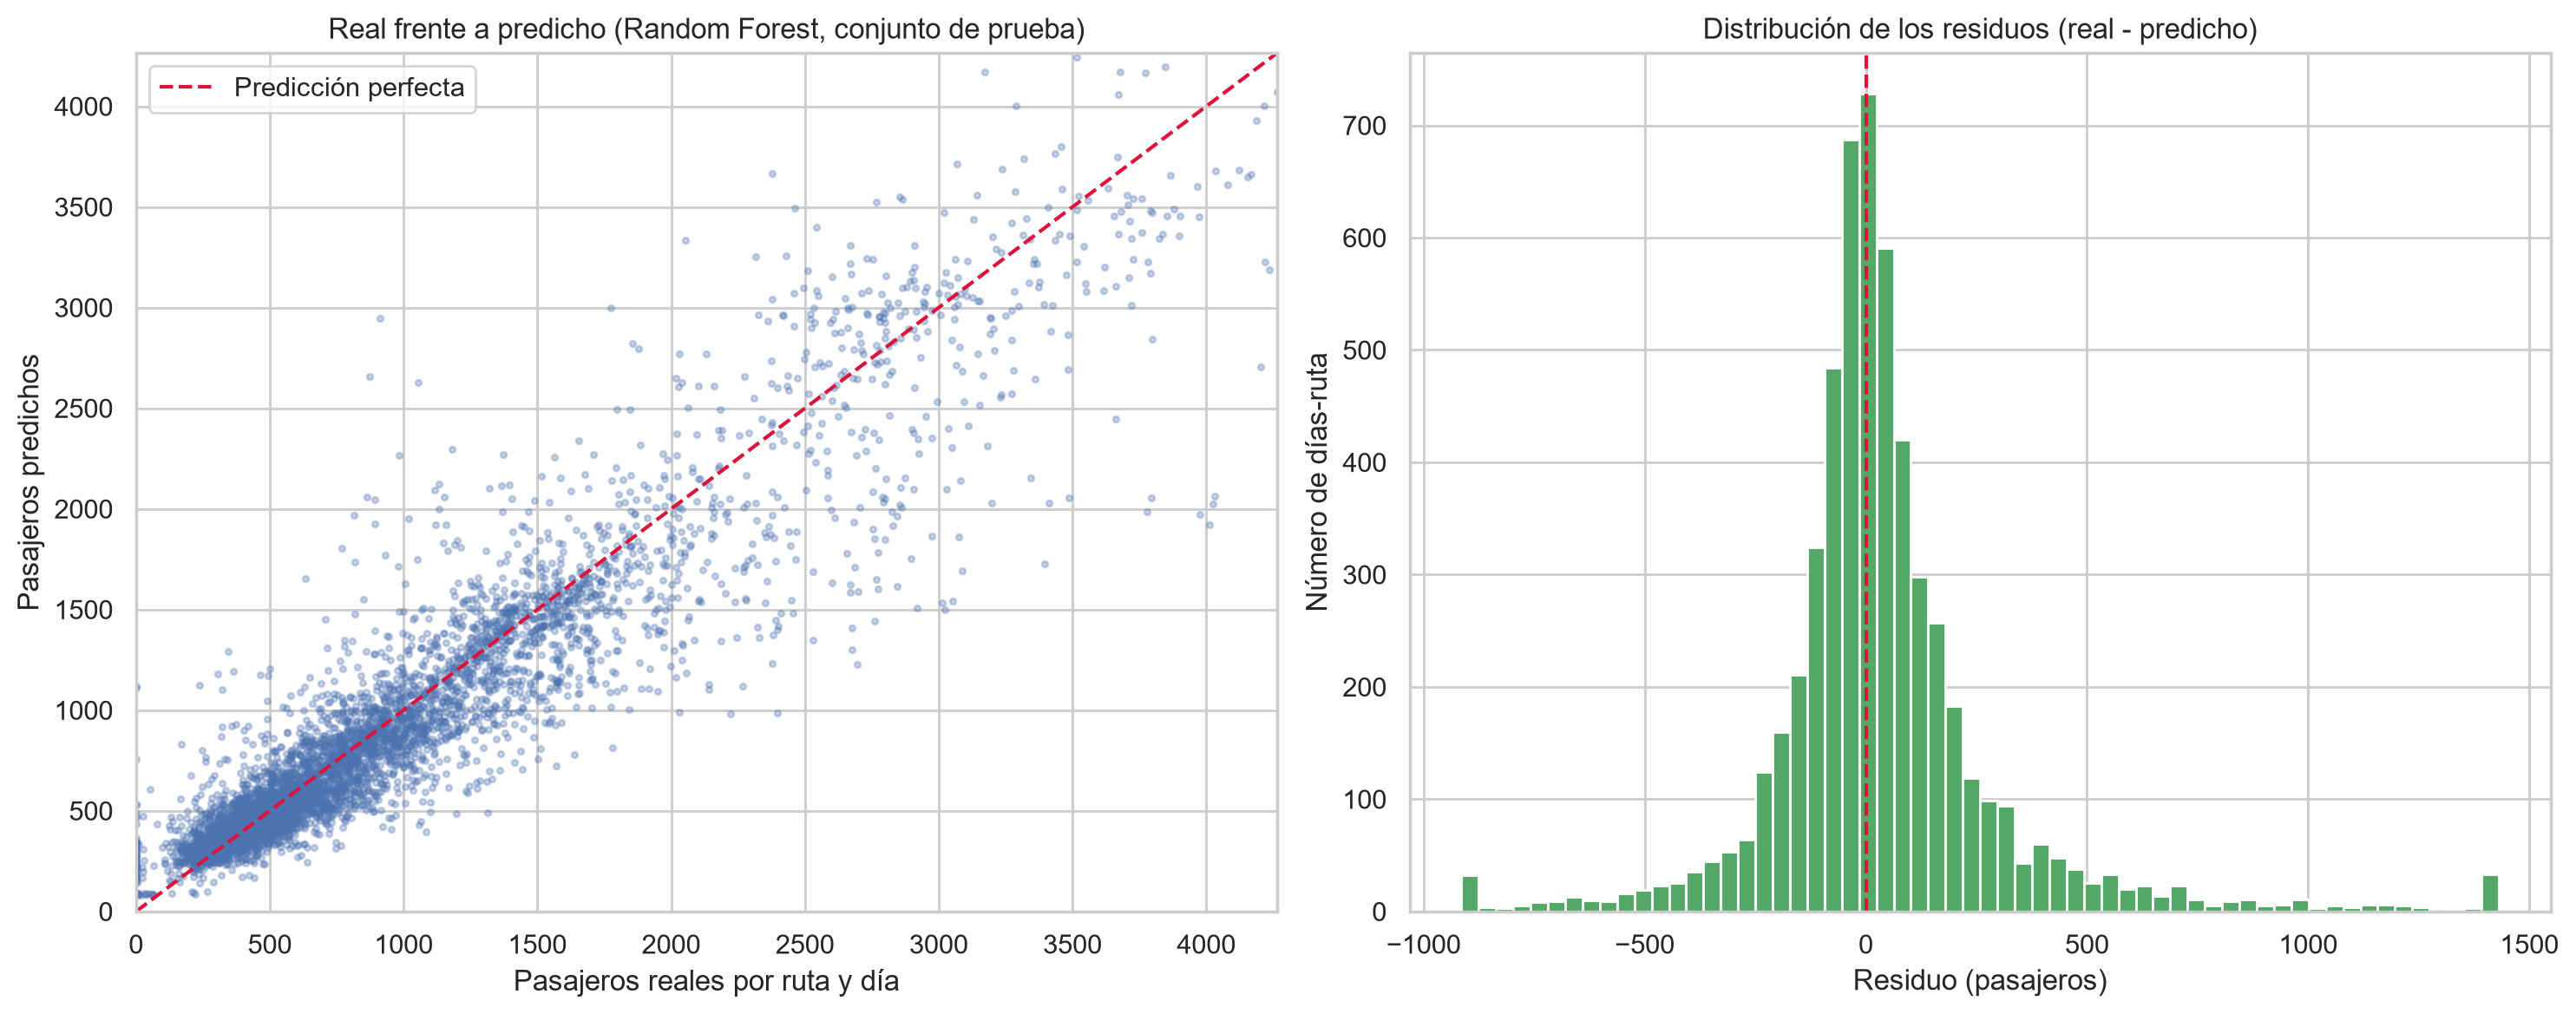 Real frente a predicho (Random Forest, conjunto de prueba)
Predicción perfecta
Pasajeros predichos
4000
3500
3000
2500
2000
1500
1000
500
0
0 500 1000 1500 2000 2500 3000 3500 4000
Pasajeros reales por ruta y día
Distribución de los residuos (real - predicho)
Número de días-ruta
700
600
500
400
300
200
100
0
−1000 −500 0 500 1000 1500
Residuo (pasajeros)